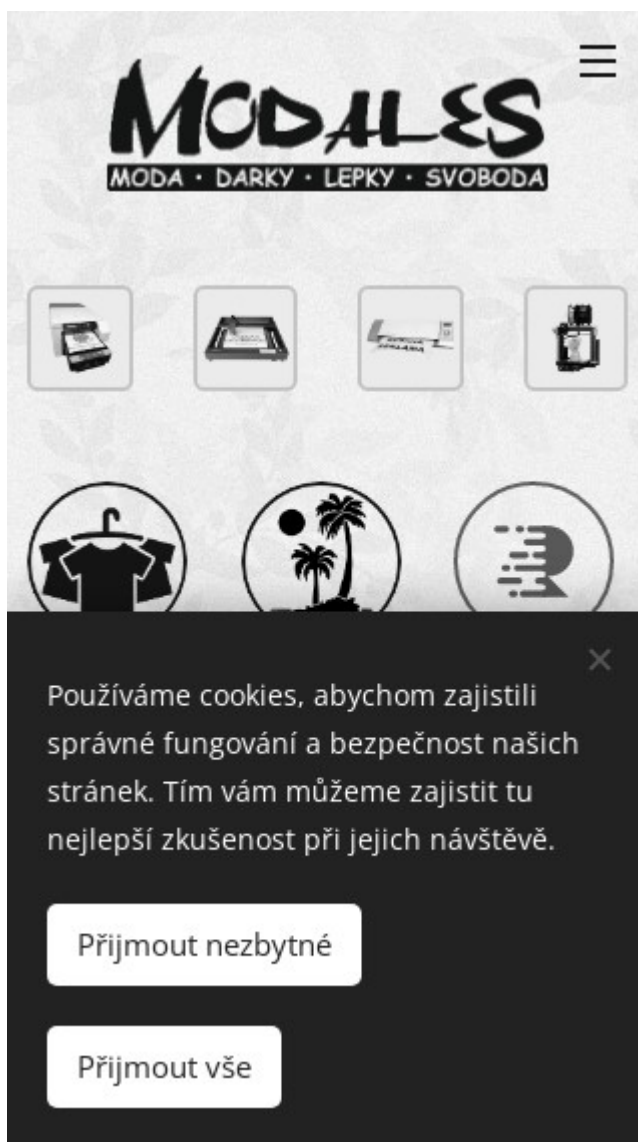 MODALES
MODA · DARKY · LEPKY · SVOBODA
Používáme cookies, abychom zajistili
správné fungování a bezpečnost našich
stránek. Tím vám můžeme zajistit tu
nejlepší zkušenost při jejich návštěvě.
Přijmout nezbytné
Přijmout vše